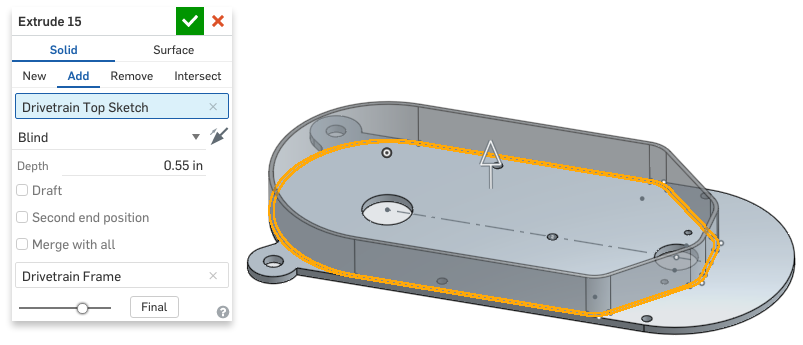 Extrude 15
Solid Surface
New Add Remove Intersect
Drivetrain Top Sketch
Blind
Depth 0.55 in
Draft
Second end position
Merge with all
Drivetrain Frame
Final